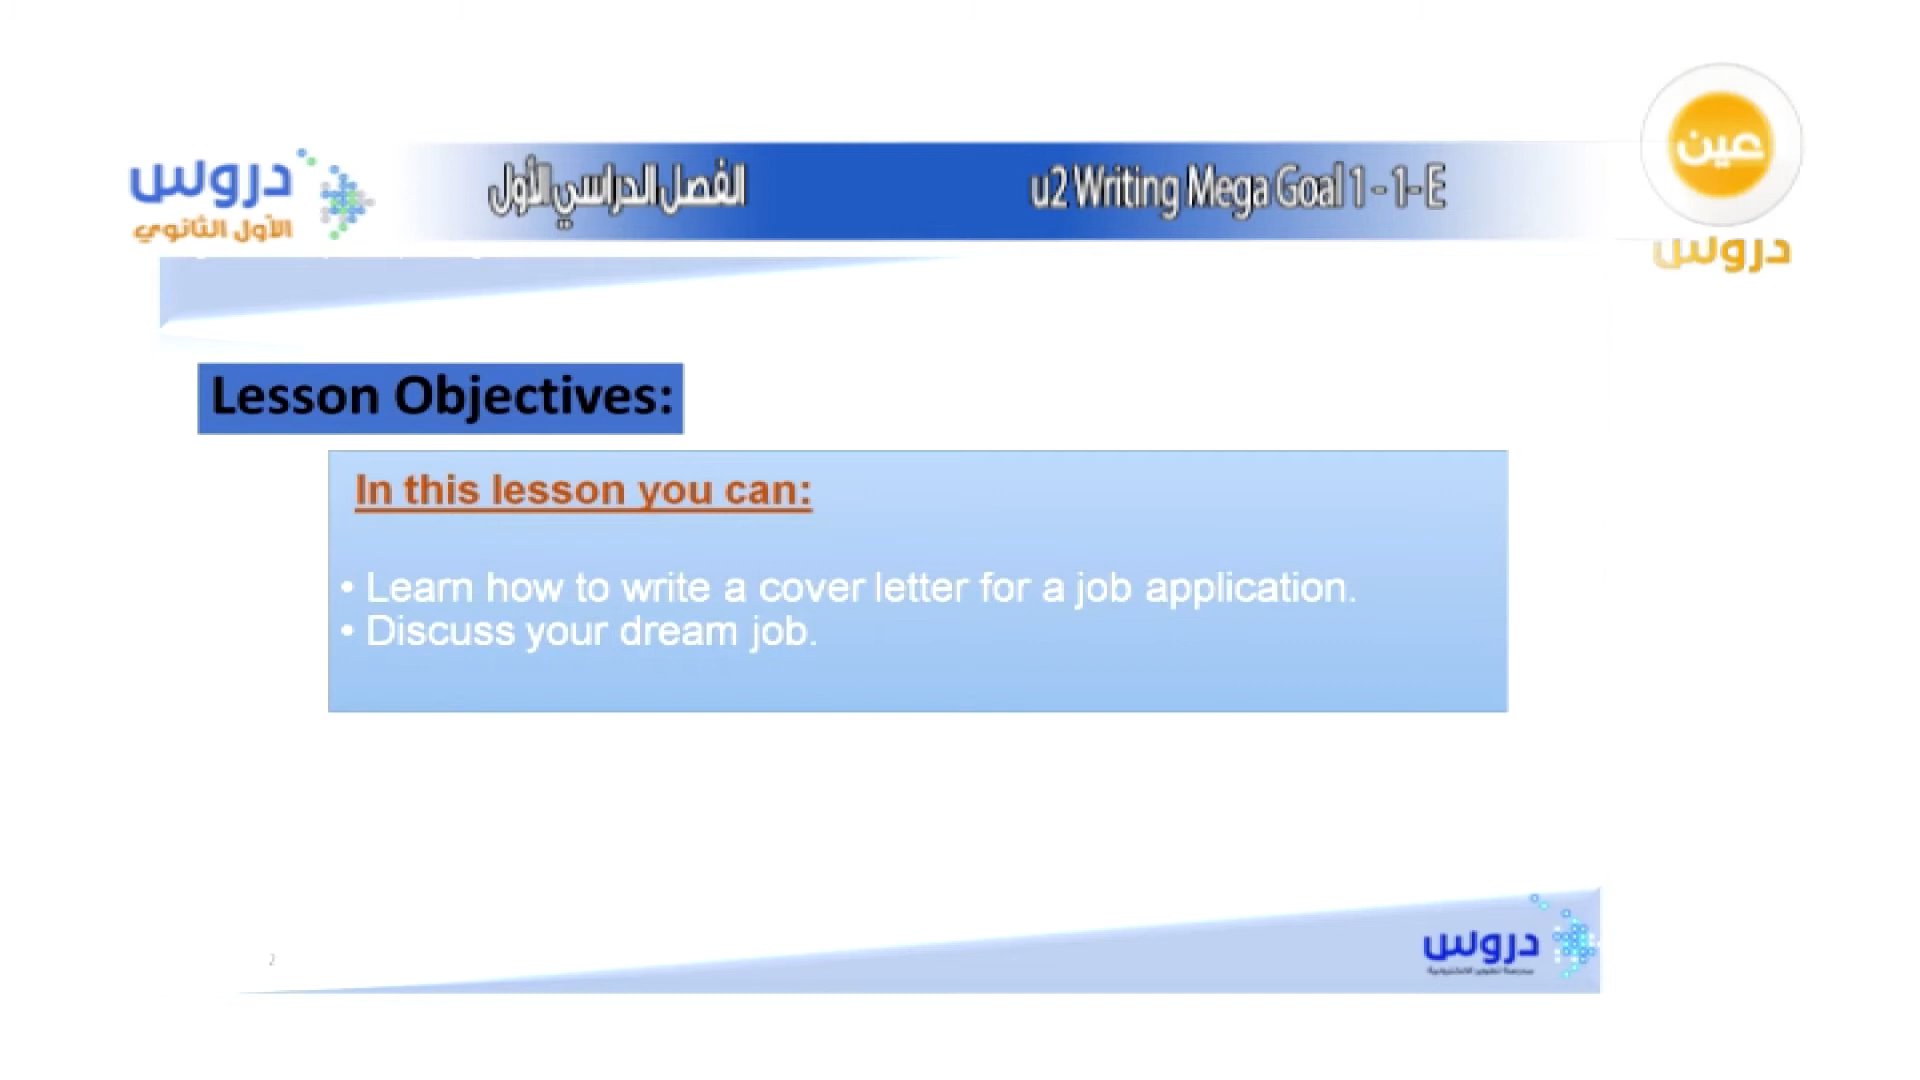 عين
دروس
دروس
الأول الثانوي
الفصل الدراسي الأول
u2 Writing Mega Goal 1 - 1- E
Lesson Objectives:
In this lesson you can:
• Learn how to write a cover letter for a job application.
• Discuss your dream job.
2
دروس